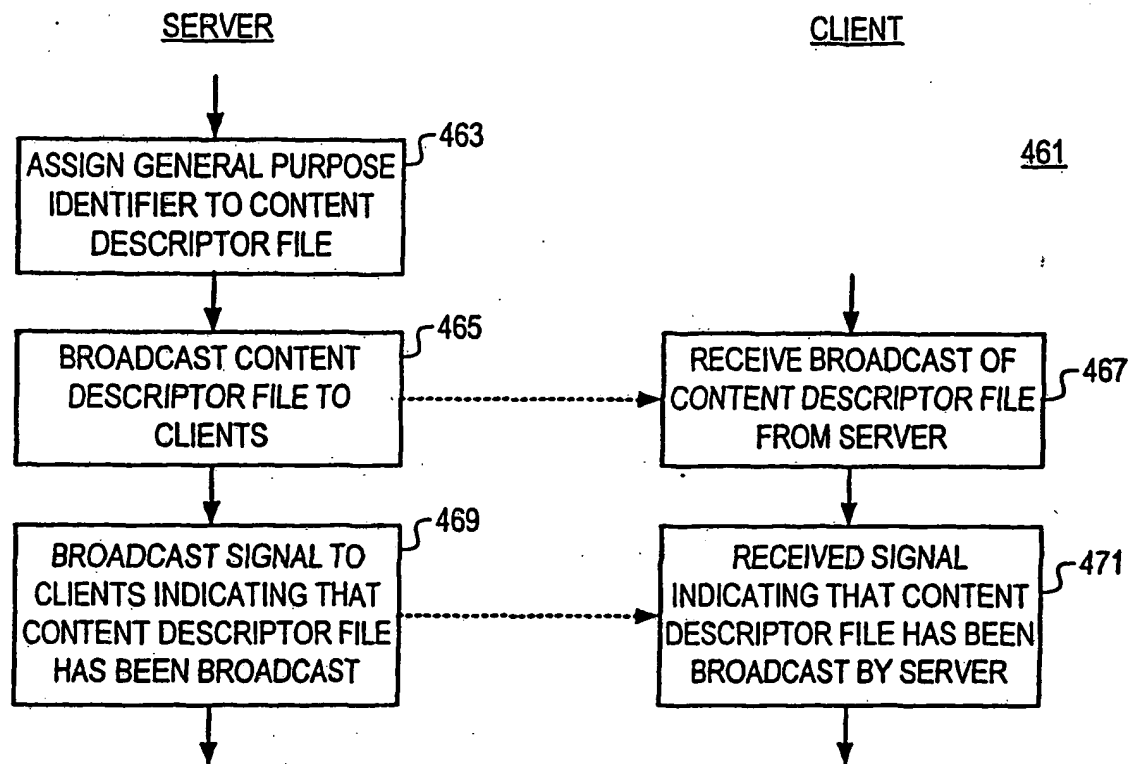 SERVER
CLIENT
463
461
ASSIGN GENERAL PURPOSE
IDENTIFIER TO CONTENT
DESCRIPTOR FILE
465
BROADCAST CONTENT
DESCRIPTOR FILE TO
CLIENTS
RECEIVE BROADCAST OF
CONTENT DESCRIPTOR FILE
FROM SERVER
467
469
BROADCAST SIGNAL TO
CLIENTS INDICATING THAT
CONTENT DESCRIPTOR FILE
HAS BEEN BROADCAST
RECEIVED SIGNAL
INDICATING THAT CONTENT
DESCRIPTOR FILE HAS BEEN
BROADCAST BY SERVER
471